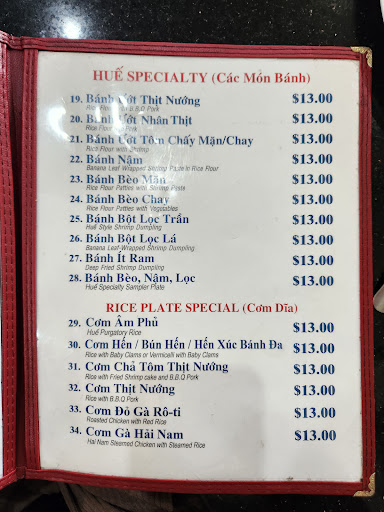 HUẾ SPECIALTY (Các Món Bánh)
19. Bánh Ướt Thịt Nướng $13.00
Rice Flour with B.B.Q Pork
20. Bánh Ướt Nhân Thịt $13.00
Rice Flour Pork
21. Bánh Ướt Tôm Chấy Mặn/Chay $13.00
Rich Flour with Shrimp
22. Bánh Nậm $13.00
Banana Leaf-Wrapped Shrimp Paste in Rice Flour
23. Bánh Bèo Mặn $13.00
Rice Flour Patties with Shrimp Paste
24. Bánh Bèo Chay $13.00
Rice Flour Patties with Vegetables
25. Bánh Bột Lọc Trần $13.00
Huế Style Shrimp Dumpling
26. Bánh Bột Lọc Lá $13.00
Banana Leaf-Wrapped Shrimp Dumpling
27. Bánh Ít Ram $13.00
Deep Fried Shrimp Dumpling
28. Bánh Bèo, Nậm, Lọc $13.00
Huế Specialty Sampler Plate
RICE PLATE SPECIAL (Cơm Dĩa)
29. Cơm Âm Phủ $13.00
Huế Purgatory Rice
30. Cơm Hến / Bún Hến / Hến Xúc Bánh Đa $13.00
Rice with Baby Clams or Vermicelli with Baby Clams
31. Cơm Chả Tôm Thịt Nướng $13.00
Rice with Fried Shrimp cake and B.B.Q Pork
32. Cơm Thịt Nướng $13.00
Rice with B.B.Q Pork
33. Cơm Đỏ Gà Rô-ti $13.00
Roasted Chicken with Red Rice
34. Cơm Gà Hải Nam $13.00
Hai Nam Steamed Chicken with Steamed Rice